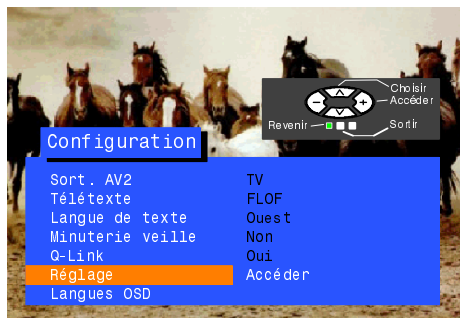 Choisir
Accéder
Revenir
Sortir
Configuration
Sort. AV2 TV
Télétexte FLOF
Langue de texte Ouest
Minuterie veille Non
Q-Link Oui
Réglage Accéder
Langues OSD